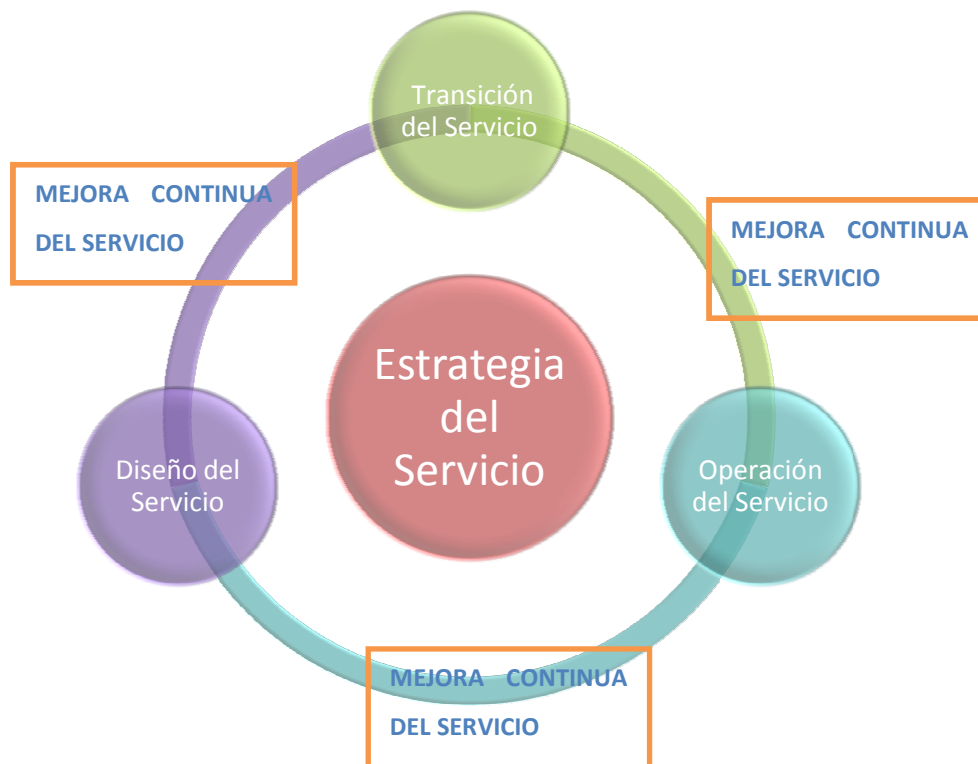 Transición
del Servicio
MEJORA CONTINUA
DEL SERVICIO
MEJORA CONTINUA
DEL SERVICIO
Estrategia
del
Servicio
Diseño del
Servicio
Operación
del Servicio
MEJORA CONTINUA
DEL SERVICIO